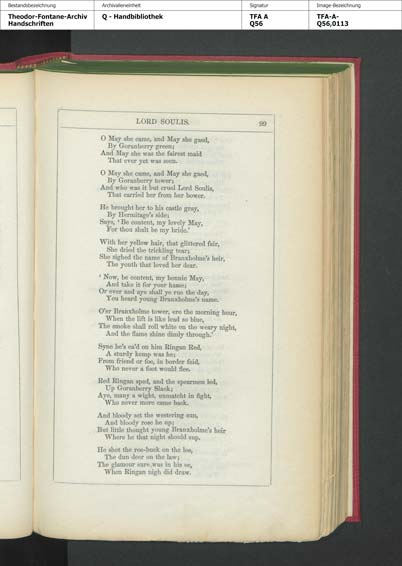 Bestandsbezeichnung
Archivalieneinheit
Signatur
Image-Bezeichnung
Theodor-Fontane-Archiv
Handschriften
Q - Handbibliothek
TFA A
Q56
TFA-A-
Q56,0113
LORD SOULIS. 99
O May she came, and May she gaed,
By Goranberry green;
And May she was the fairest maid
That ever yet was seen.
O May she came, and May she gaed,
By Goranberry tower;
And who was it but cruel Lord Soulis,
That carried her from her bower.
He brought her to his castle gray,
By Hermitage's side;
Says, 'Be content, my lovely May,
For thou shalt be my bride.'
With her yellow hair, that glittered fair,
She dried the trickling tear;
She sighed the name of Branxholme's heir,
The youth that loved her dear.
' Now, be content, my bonnie May,
And take it for your hame;
Or ever and aye shall ye rue the day,
You heard young Branxholme's name.
O'er Branxholme tower, ere the morning hour,
When the lift is like lead so blue,
The smoke shall roll white on the weary night,
And the flame shine dimly through.'
Syne he's ca'd on him Ringan Red,
A sturdy kemp was he;
From friend or foe, in border feid,
Who never a foot would flee.
Red Ringan sped, and the spearmen led,
Up Goranberry Slack;
Aye, many a wight, unmatcht in fight,
Who never more came back.
And bloody set the westering sun,
And bloody rose he up;
But little thought young Branxholme's heir
Where he that night should sup.
He shot the roe-buck on the lee,
The dun deer on the law;
The glamour sure was in his ee,
When Ringan nigh did draw.